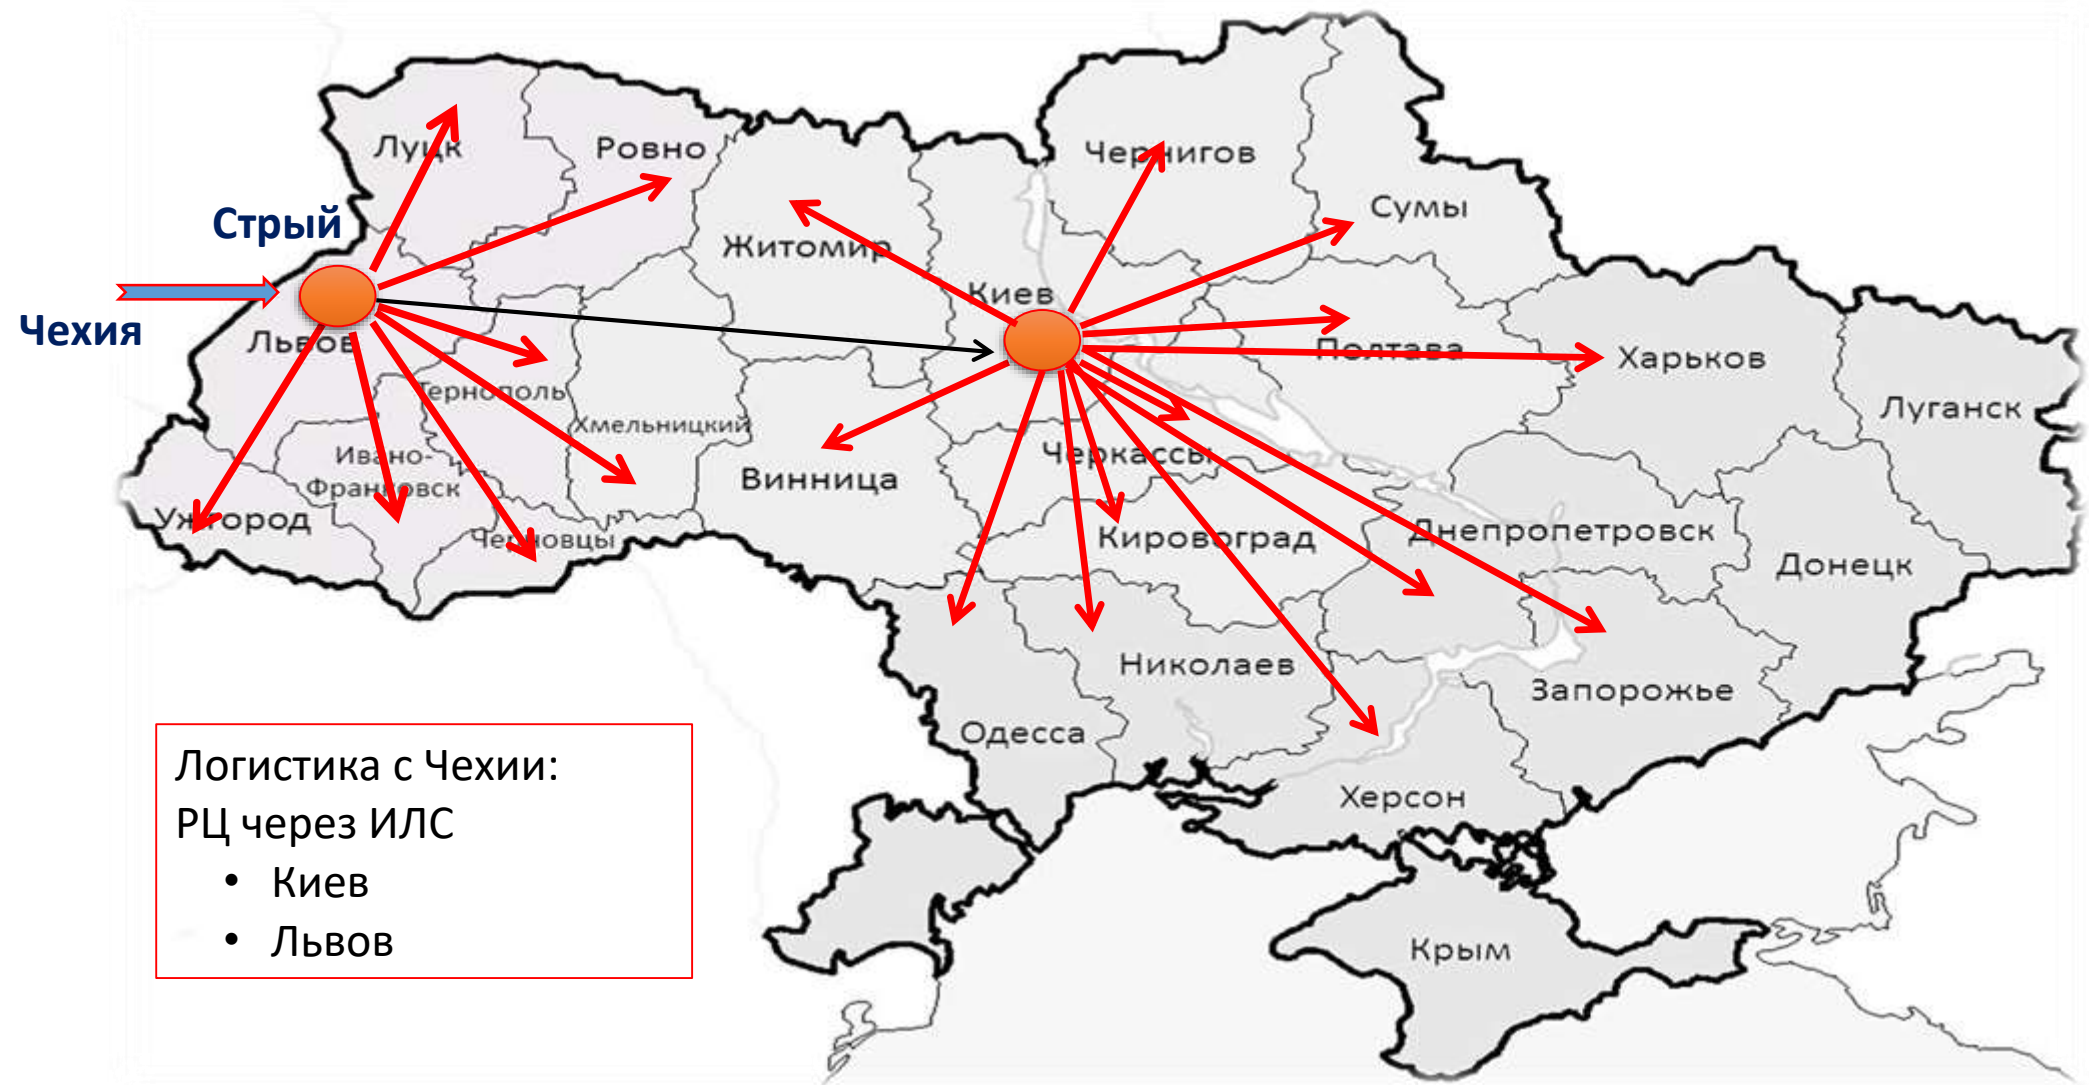 Луцк
Ровно
Чернигов
Сумы
Стрый
Житомир
Киев
Чехия
Львов
Полтава
Харьков
Тернополь
Луганск
Хмельницкий
Ивано-
Франковск
Винница
Черкассы
Ужгород
Черновцы
Кировоград
Днепропетровск
Донецк
Николаев
Запорожье
Одесса
Херсон
Крым
Логистика с Чехии:
РЦ через ИЛС
• Киев
• Львов